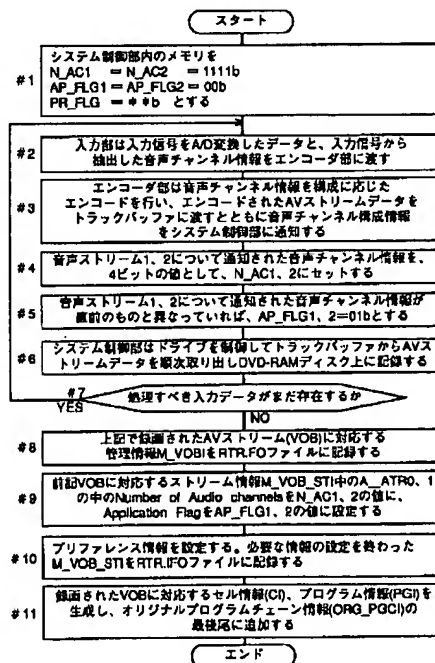 スタート
#1
システム制御部内のメモリを
N_AC1 = N_AC2 = 1111b
AP_FLG1 = AP_FLG2 = 00b
PR_FLG = **b とする
#2
入力部は入力信号をA/D変換したデータと、入力信号から
抽出した音声チャンネル情報をエンコーダ部に渡す
#3
エンコーダ部は音声チャンネル情報を構成に応じた
エンコードを行い、エンコードされたAVストリームデータを
トラックバッファに渡すとともに音声チャンネル構成情報
をシステム制御部に通知する
#4
音声ストリーム1、2について通知された音声チャンネル情報を、
4ビットの値として、N_AC1、2にセットする
#5
音声ストリーム1、2について通知された音声チャンネル情報が
直前のものと異なっていれば、AP_FLG1、2=01bとする
#6
システム制御部はドライブを制御してトラックバッファからAVス
トリームデータを順次取り出しDVD-RAMディスク上に記録する
#7
YES
処理すべき入力データがまだ存在するか
NO
#8
上記で録画されたAVストリーム(VOB)に対応する
管理情報M_VOBIをRTR.IFOファイルに記録する
#9
前記VOBに対応するストリーム情報M_VOB_STI中のA_ATR0、1
の中のNumber of Audio channelsをN_AC1、2の値に、
Application FlagをAP_FLG1、2の値に設定する
#10
プリファレンス情報を設定する。必要な情報の設定を終わった
M_VOB_STIをRTR.IFOファイルに記録する
#11
録画されたVOBに対応するセル情報(CI)、プログラム情報(PGI)を
生成し、オリジナルプログラムチェーン情報(ORG_PGCI)の
最後尾に追加する
エンド